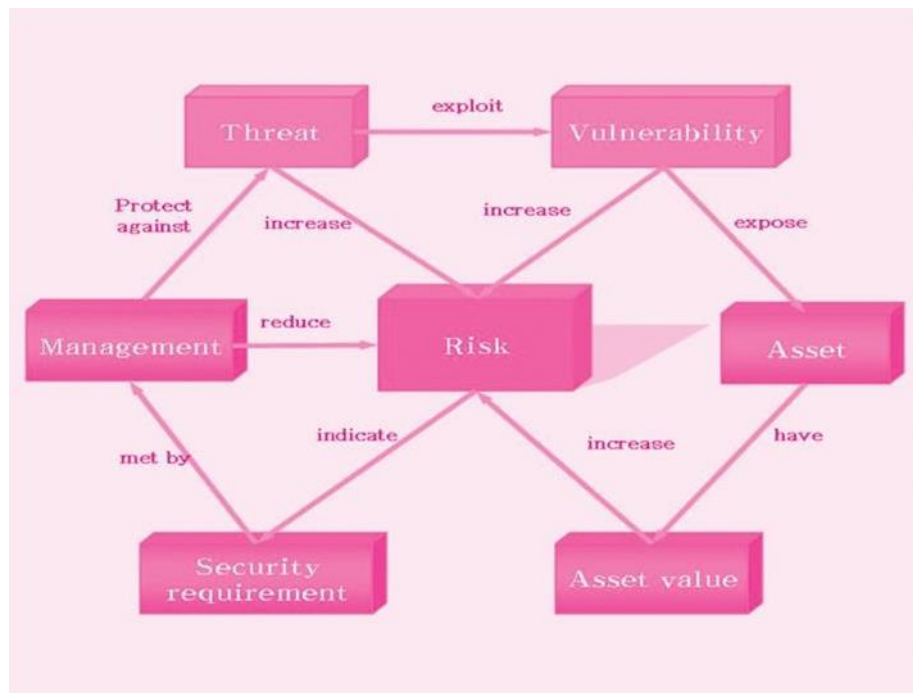 exploit
Threat
Vulnerability
Protect
against
increase
increase
expose
reduce
Management
Risk
Asset
met by
indicate
increase
have
Security
requirement
Asset value